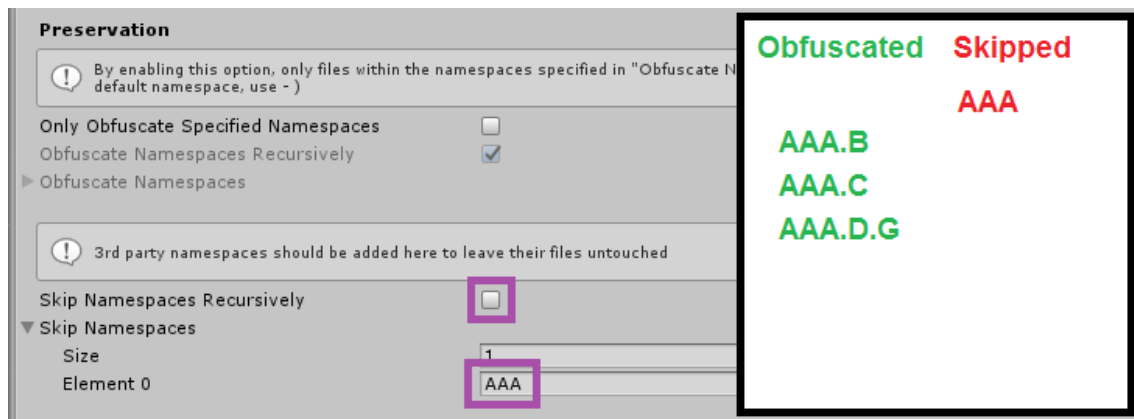 Preservation
By enabling this option, only files within the namespaces specified in "Obfuscate N
default namespace, use - )
Only Obfuscate Specified Namespaces
Obfuscate Namespaces Recursively
Obfuscate Namespaces
3rd party namespaces should be added here to leave their files untouched
Skip Namespaces Recursively
Skip Namespaces
Size 1
Element 0 AAA
Obfuscated Skipped
AAA
AAA.B
AAA.C
AAA.D.G